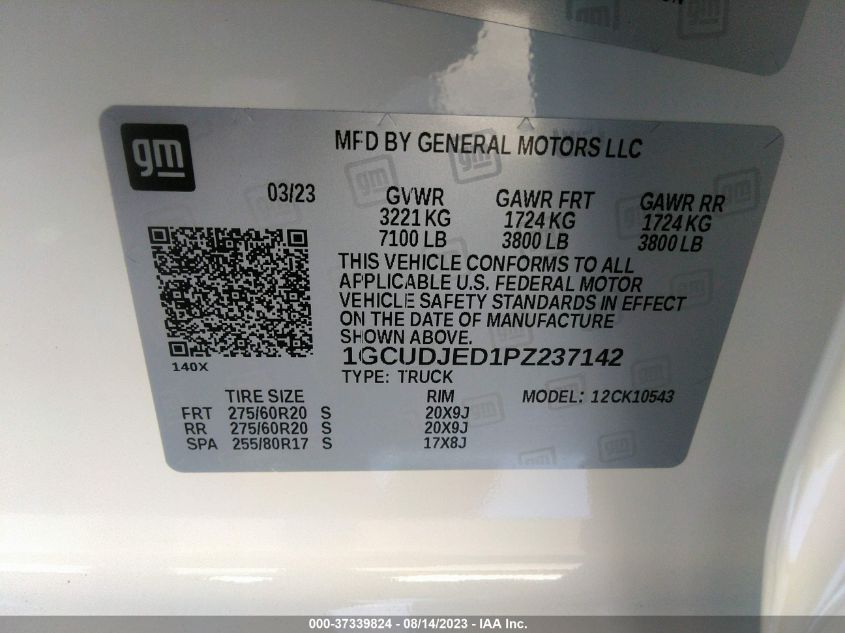 gm
MFD BY GENERAL MOTORS LLC
03/23
GVWR GAWR FRT GAWR RR
3221 KG 1724 KG 1724 KG
7100 LB 3800 LB 3800 LB
THIS VEHICLE CONFORMS TO ALL
APPLICABLE U.S. FEDERAL MOTOR
VEHICLE SAFETY STANDARDS IN EFFECT
ON THE DATE OF MANUFACTURE
SHOWN ABOVE.
140X
1GCUDJED1PZ237142
TYPE: TRUCK
TIRE SIZE RIM MODEL: 12CK10543
FRT 275/60R20 S 20X9J
RR 275/60R20 S 20X9J
SPA 255/80R17 S 17X8J
000-37339824 - 08/14/2023 - IAA Inc.